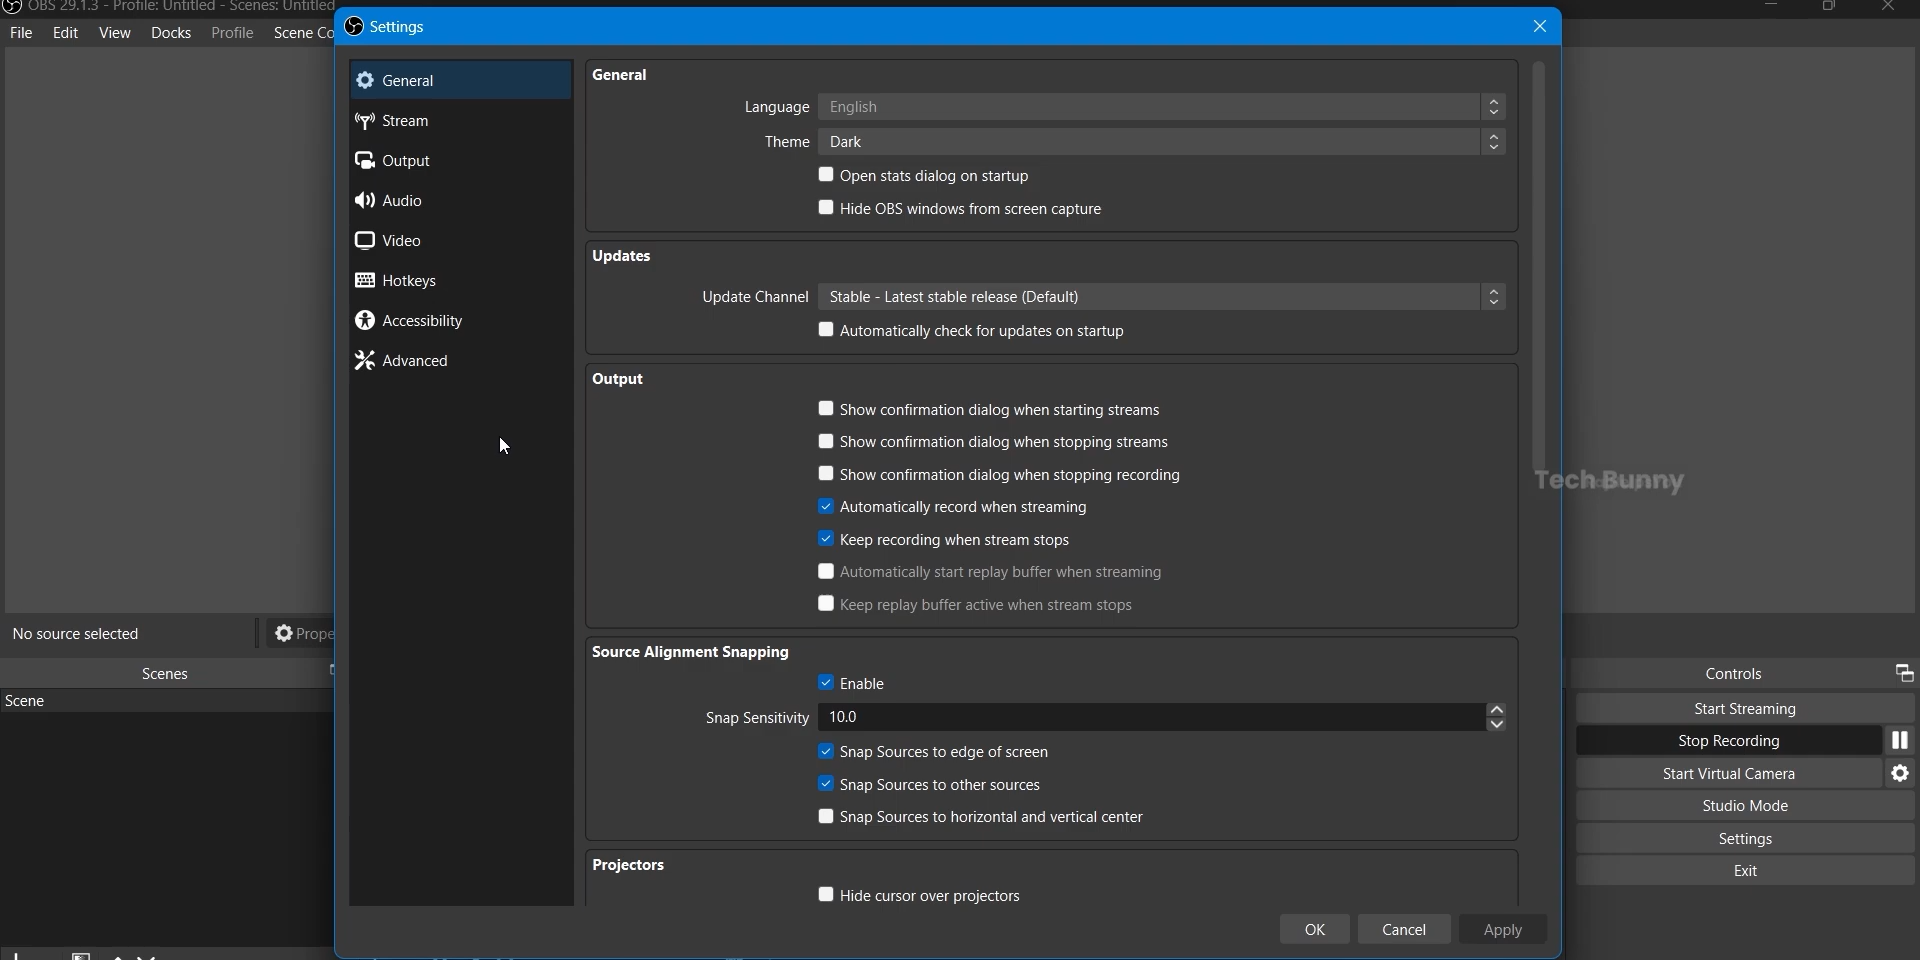 OBS 29.1.3 - Profile: Untitled - Scenes: Untitled
File Edit View Docks Profile Scene Co
Settings
General
Stream
Output
Audio
Video
Hotkeys
Accessibility
Advanced
General
Language English
Theme Dark
Open stats dialog on startup
Hide OBS windows from screen capture
Updates
Update Channel Stable - Latest stable release (Default)
Automatically check for updates on startup
Output
Show confirmation dialog when starting streams
Show confirmation dialog when stopping streams
Show confirmation dialog when stopping recording
Automatically record when streaming
Keep recording when stream stops
Automatically start replay buffer when streaming
Keep replay buffer active when stream stops
Source Alignment Snapping
Enable
Snap Sensitivity 10.0
Snap Sources to edge of screen
Snap Sources to other sources
Snap Sources to horizontal and vertical center
Projectors
Hide cursor over projectors
OK Cancel Apply
Tech Bunny
No source selected
Prope
Scenes
Scene
Controls
Start Streaming
Stop Recording
Start Virtual Camera
Studio Mode
Settings
Exit